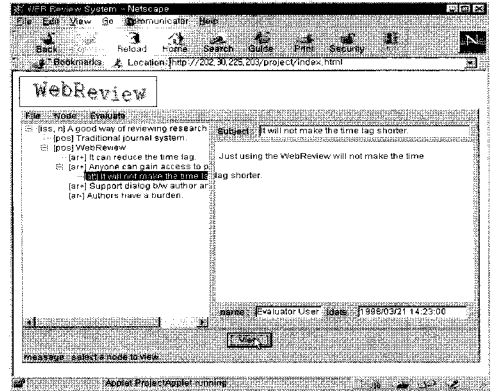 WEB Review System - Netscape
File Edit View Go Communicator Help
Back Reload Home Search Guide Print Security
Bookmarks Location: http://202.30.225.203/project/index.html
WebReview
File Node Evaluate
[iss, n] A good way of reviewing research
[pos] Traditional journal system.
[pos] WebReview
[ar+] It can reduce the time lag.
[ar+] Anyone can gain access to p
It will not make the time la
[ar+] Support dialog b/w author an
[ar-] Authors have a burden.
Subject : It will not make the time lag shorter.
Just using the WebReview will not make the time
lag shorter.
name : Evaluator User date : 1998/03/21 14:23:00
View
message : select a node to view
Applet ProjectApplet running